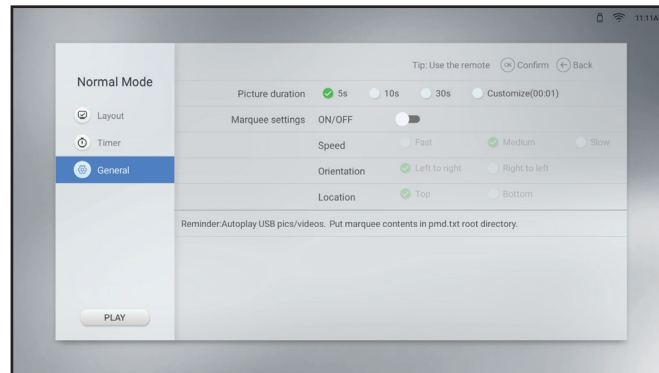 11:11A
Tip: Use the remote OK Confirm Back
Normal Mode
Picture duration 5s 10s 30s Customize(00:01)
Layout
Marquee settings ON/OFF
Timer
Speed Fast Medium Slow
General
Orientation Left to right Right to left
Location Top Bottom
Reminder:Autoplay USB pics/videos. Put marquee contents in pmd.txt root directory.
PLAY